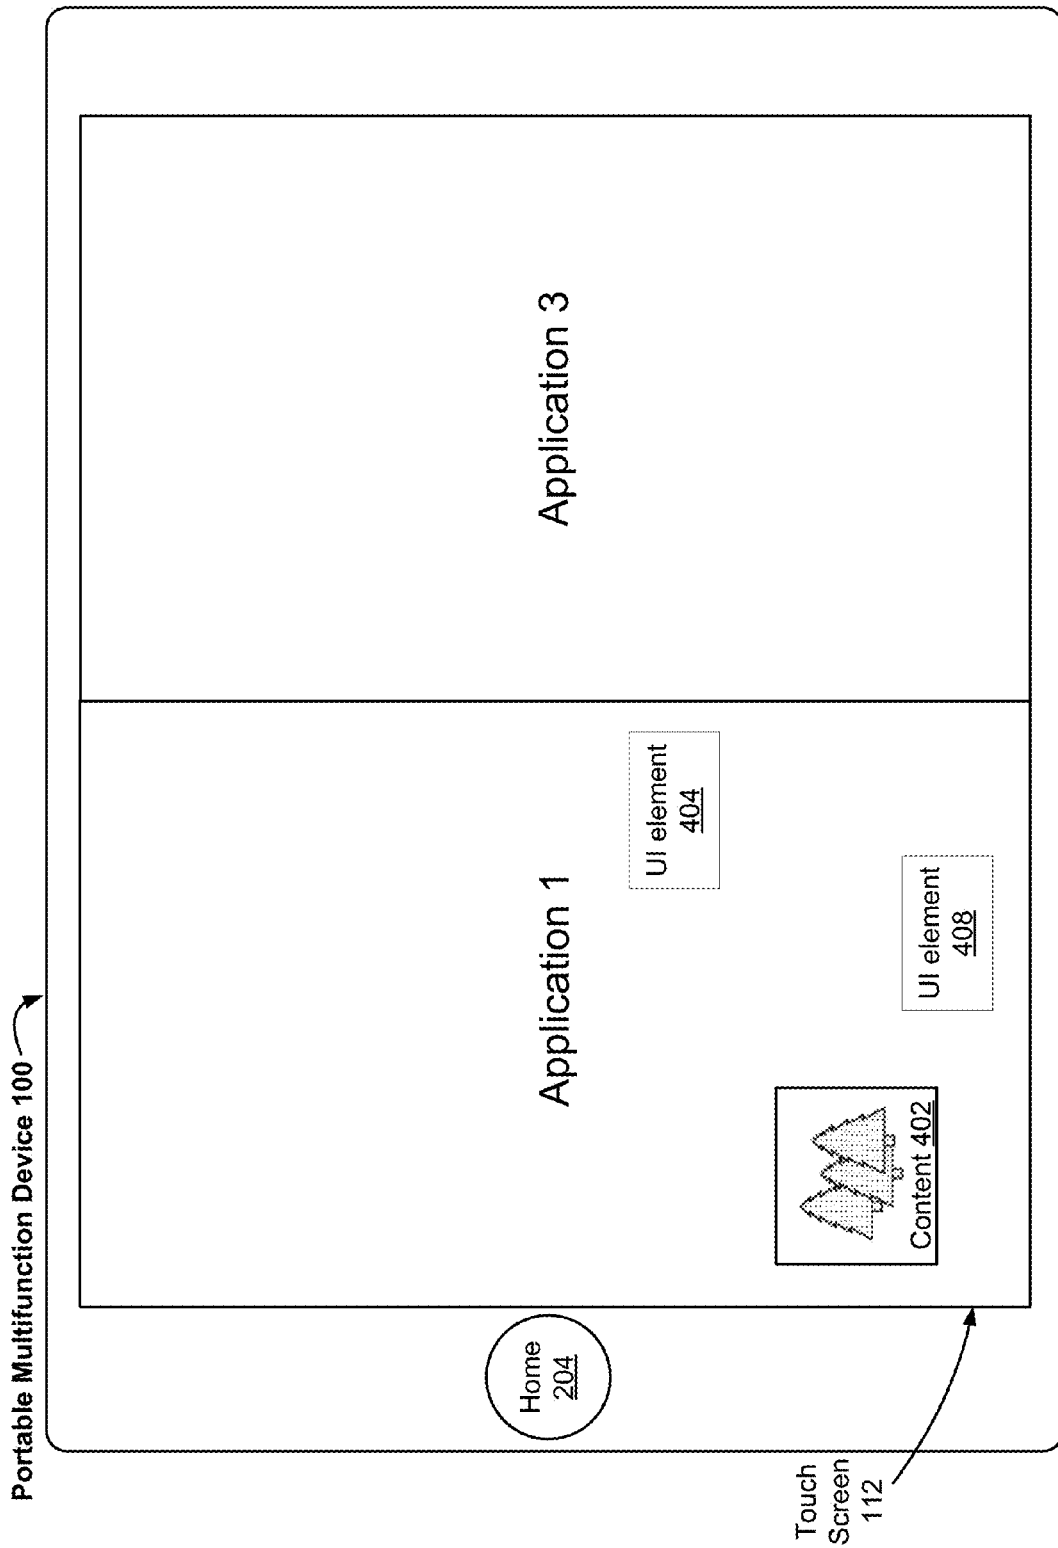 Portable Multifunction Device 100
Application 1
Application 3
UI element
404
UI element
408
Content 402
Home
204
Touch
Screen
112